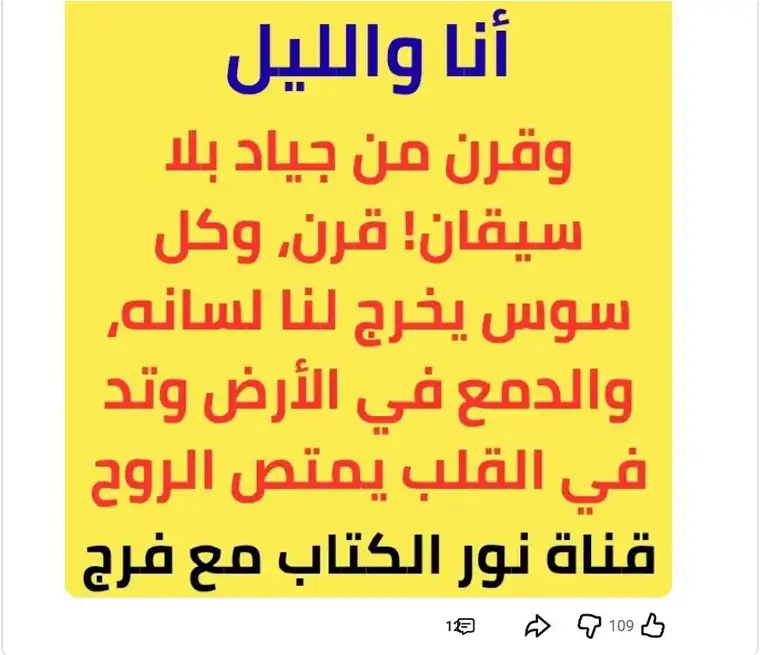 أنا والليل
وقرن من جياد بلا
سيقان! قرن، وكل
سوس يخرج لنا لسانه،
والدمع في الأرض وتد
في القلب يمتص الروح
قناة نور الكتاب مع فرج
109 12